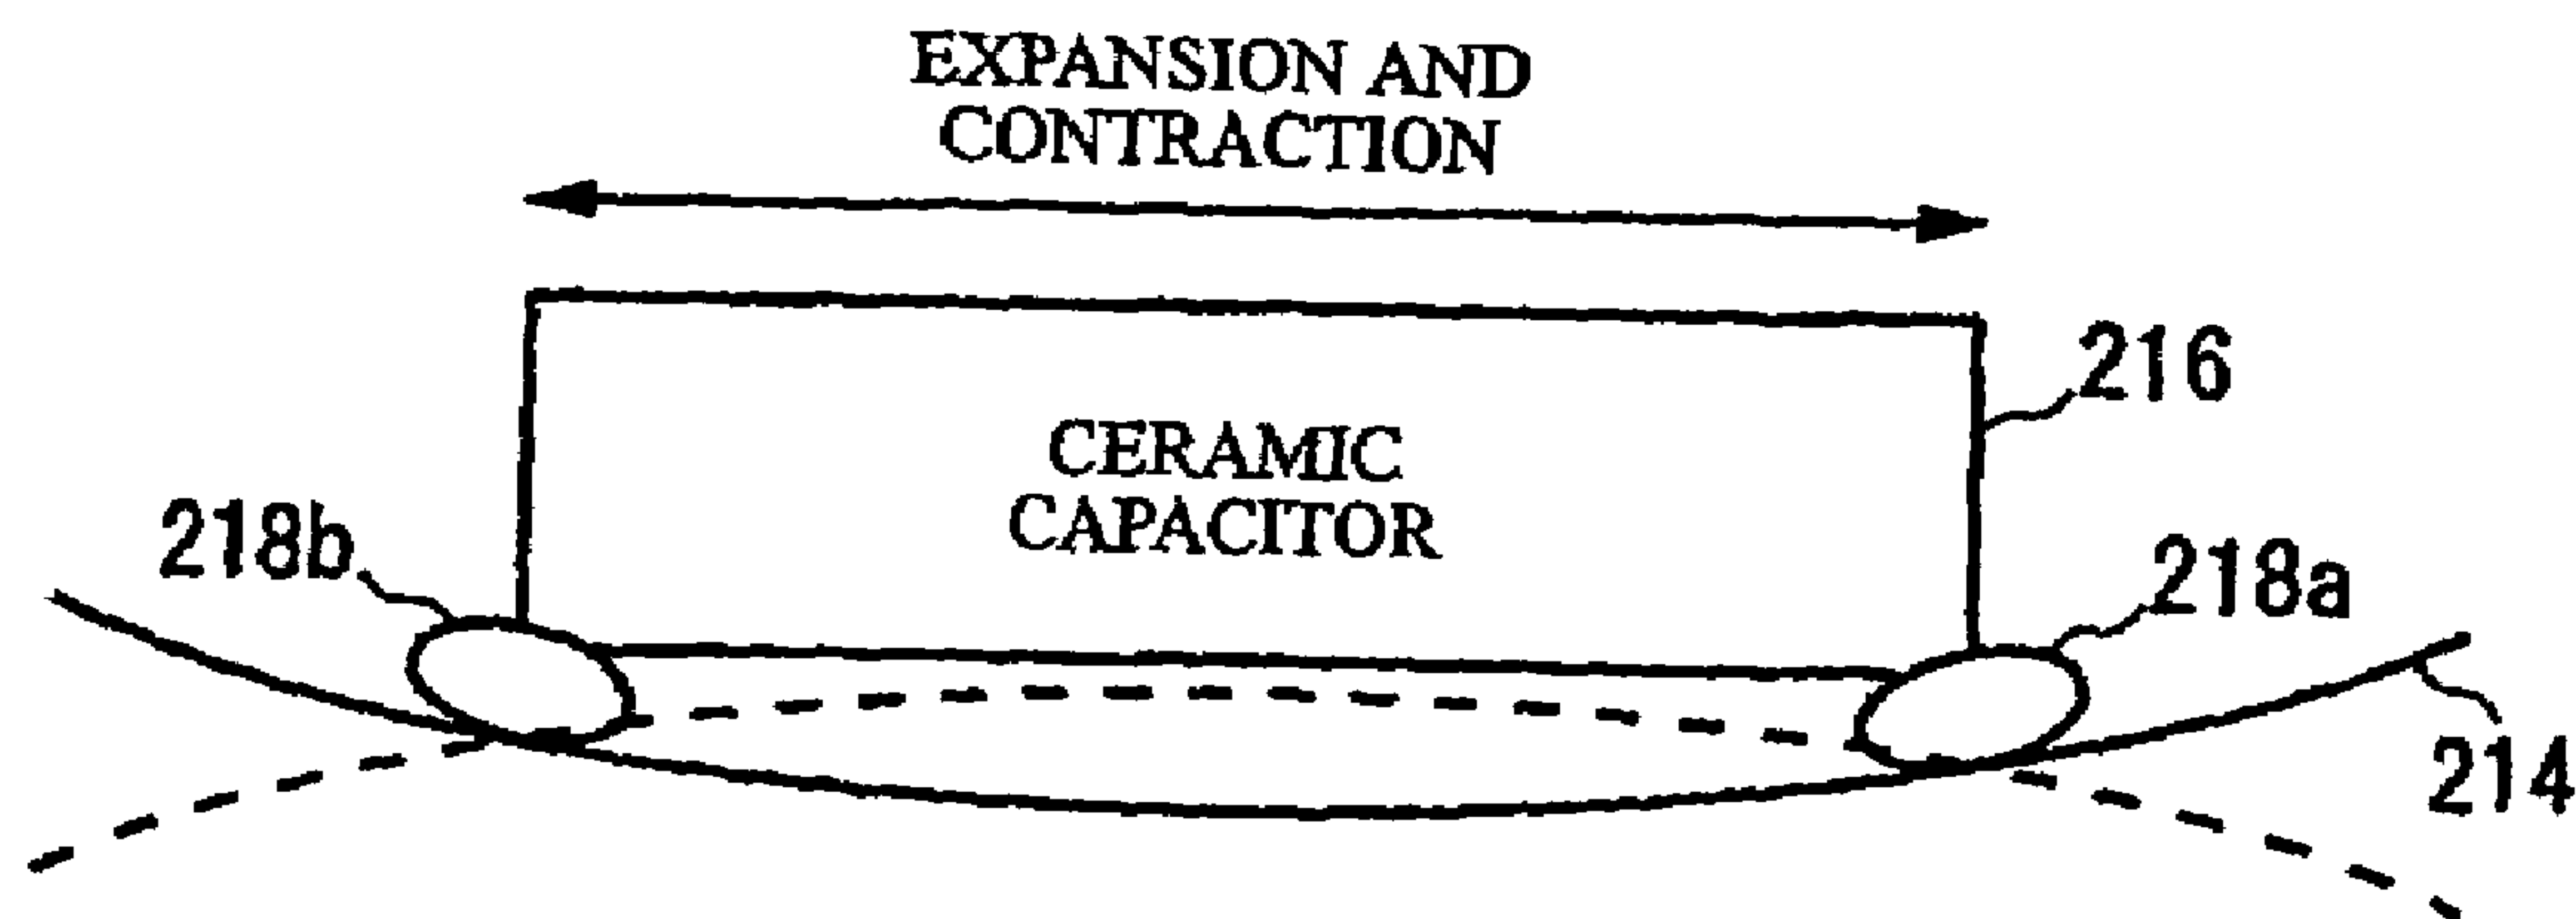 EXPANSION AND
CONTRACTION
216
CERAMIC
CAPACITOR
218b
218a
214